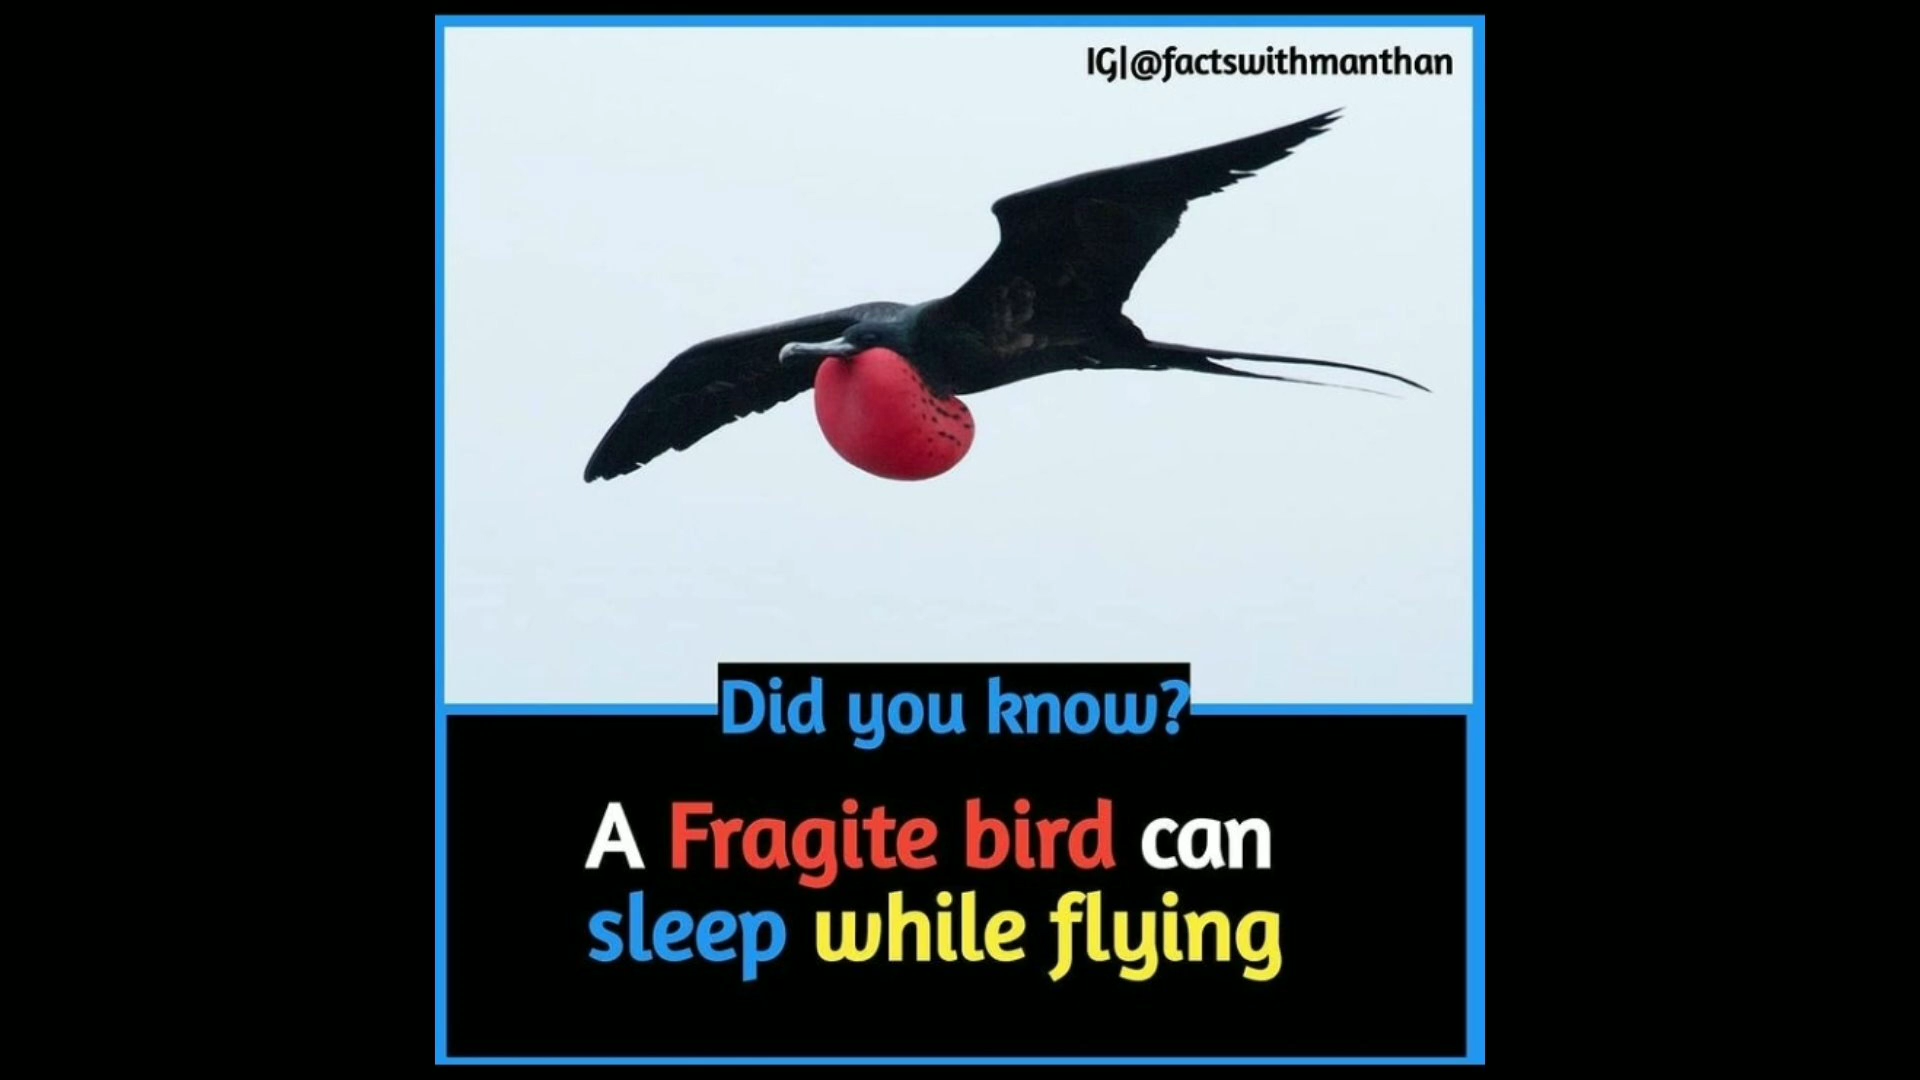 IG|@factswithmanthan
Did you know?
A Fragite bird can
sleep while flying